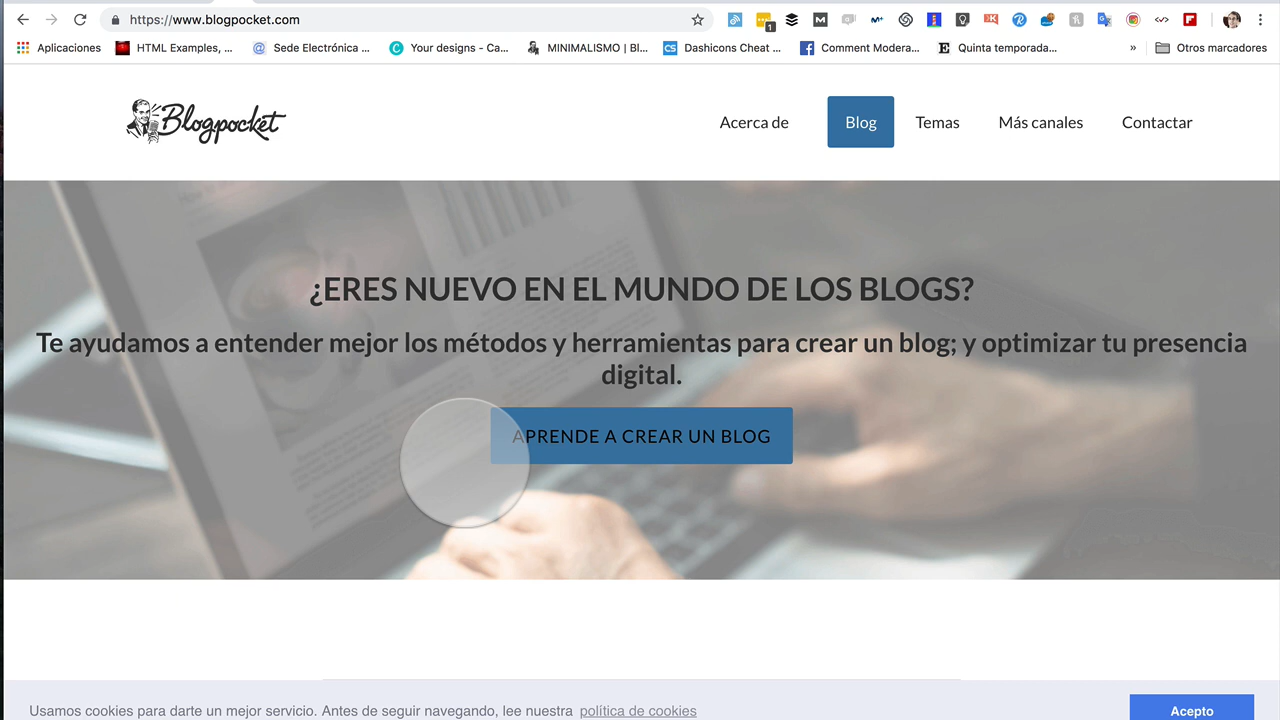 https://www.blogpocket.com
1
Aplicaciones
HTML Examples, ...
Sede Electrónica ...
Your designs - Ca...
MINIMALISMO | Bl...
CS
Dashicons Cheat ...
Comment Modera...
E
Quinta temporada...
»
Otros marcadores
Blogpocket
Acerca de
Blog
Temas
Más canales
Contactar
¿ERES NUEVO EN EL MUNDO DE LOS BLOGS?
Te ayudamos a entender mejor los métodos y herramientas para crear un blog; y optimizar tu presencia
digital.
APRENDE A CREAR UN BLOG
Usamos cookies para darte un mejor servicio. Antes de seguir navegando, lee nuestra política de cookies
Acepto